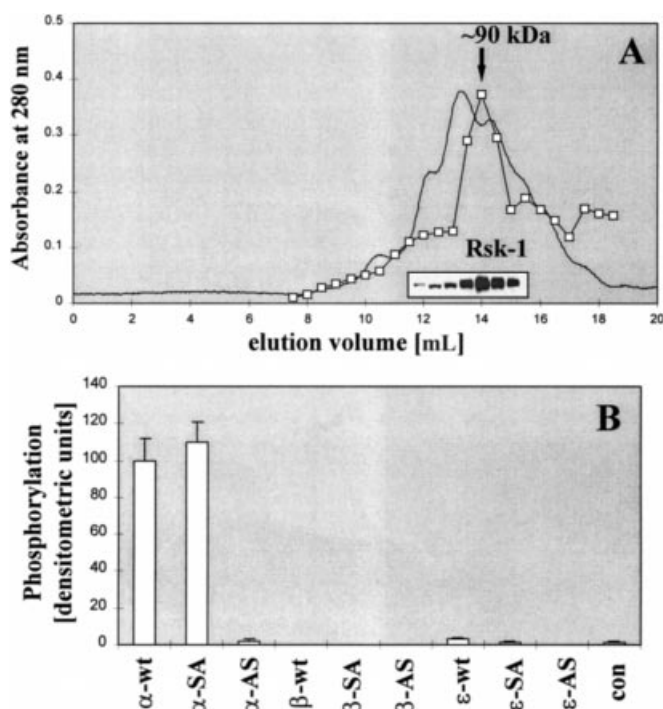 0.5
~90 kDa
A
0.4
0.3
0.2
0.1
0
Absorbance at 280 nm
Rsk-1
0 2 4 6 8 10 12 14 16 18 20
elution volume [mL]
B
140
120
100
80
60
40
20
0
Phosphorylation
[densitometric units]
α-wt
α-SA
α-AS
β-wt
β-SA
β-AS
ε-wt
ε-SA
ε-AS
con